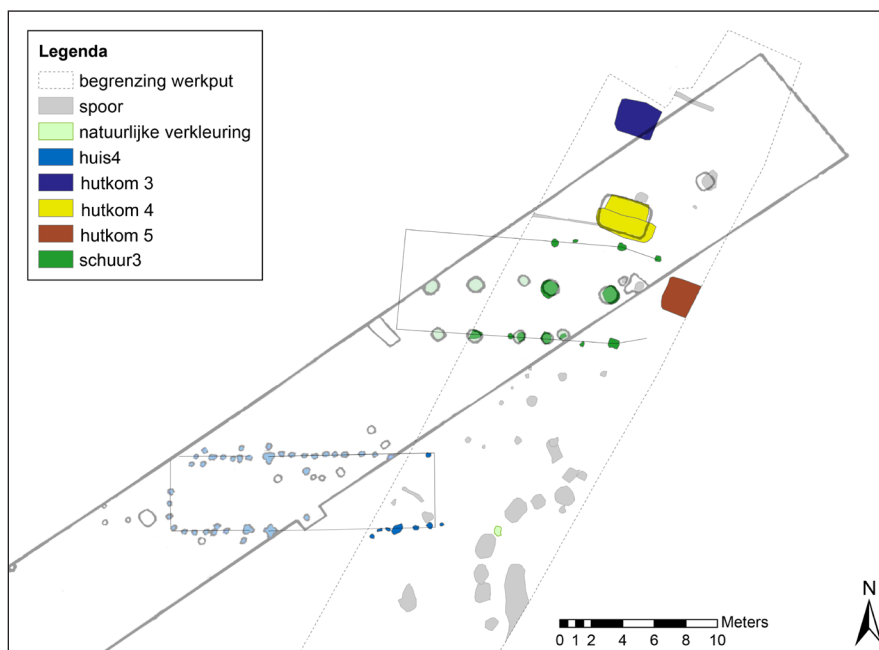 Legenda
begrenzing werkput
spoor
natuurlijke verkleuring
huis4
hutkom 3
hutkom 4
hutkom 5
schuur3
N
Meters
0 1 2 4 6 8 10